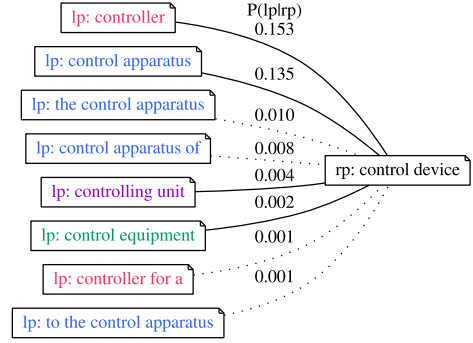 P(lp|rp)
lp: controller
0.153
lp: control apparatus
0.135
lp: the control apparatus
0.010
lp: control apparatus of
0.008
rp: control device
lp: controlling unit
0.004
lp: control equipment
0.002
lp: controller for a
0.001
lp: to the control apparatus
0.001